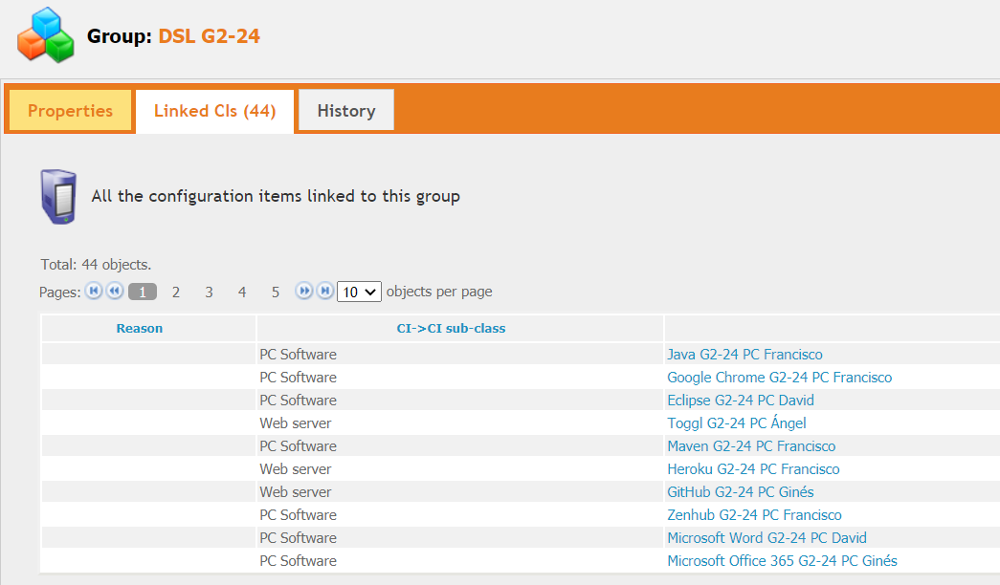 Group: DSL G2-24
Properties Linked CIs (44) History
All the configuration items linked to this group
Total: 44 objects.
Pages: 1 2 3 4 5 10 objects per page
Reason CI->CI sub-class
PC Software Java G2-24 PC Francisco
PC Software Google Chrome G2-24 PC Francisco
PC Software Eclipse G2-24 PC David
Web server Toggl G2-24 PC Ángel
PC Software Maven G2-24 PC Francisco
Web server Heroku G2-24 PC Francisco
Web server GitHub G2-24 PC Ginés
PC Software Zenhub G2-24 PC Francisco
PC Software Microsoft Word G2-24 PC David
PC Software Microsoft Office 365 G2-24 PC Ginés